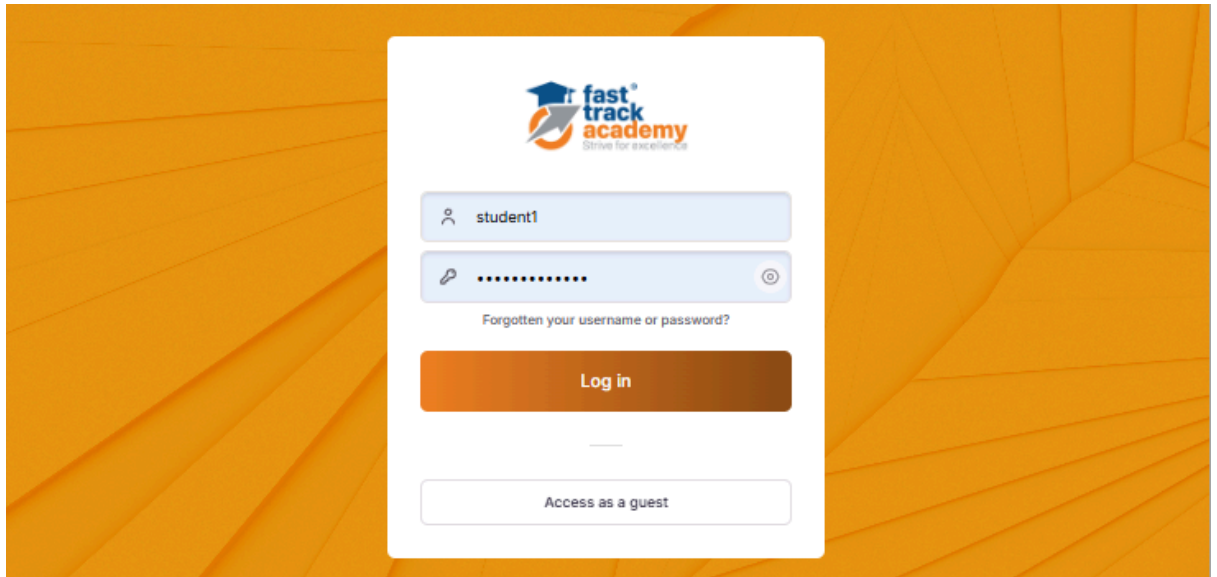 fast®
track
academy
Strive for excellence
student1
•••••••••••••
Forgotten your username or password?
Log in
Access as a guest